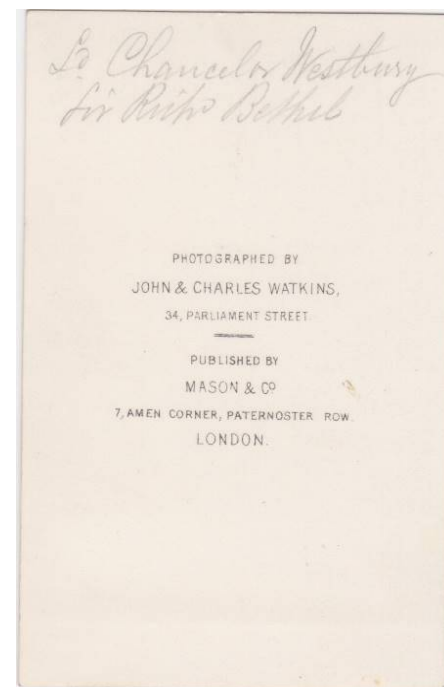 Ld Chancelor Westbury
Sir Richd Bethel
PHOTOGRAPHED BY
JOHN & CHARLES WATKINS,
34, PARLIAMENT STREET.
PUBLISHED BY
MASON & Co
7, AMEN CORNER, PATERNOSTER ROW.
LONDON.